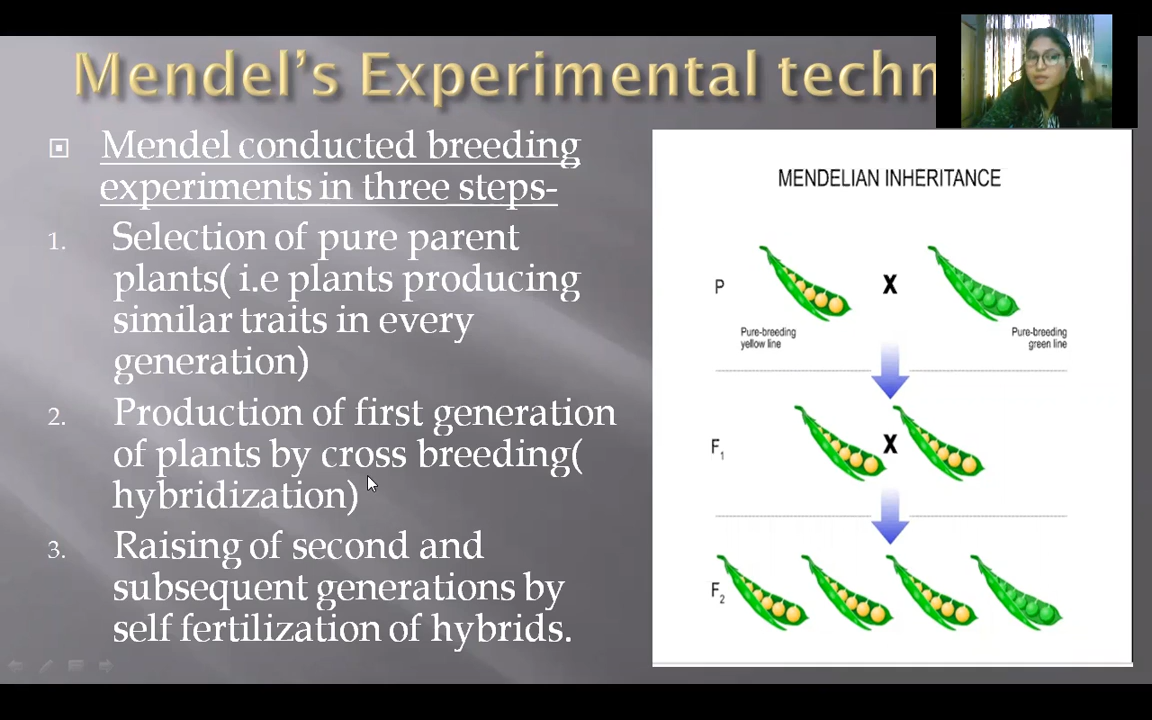 Mendel's Experimental techn
Mendel conducted breeding
experiments in three steps-
1. Selection of pure parent
plants( i.e plants producing
similar traits in every
generation)
2. Production of first generation
of plants by cross breeding(
hybridization)
3. Raising of second and
subsequent generations by
self fertilization of hybrids.
MENDELIAN INHERITANCE
P
X
Pure-breeding
yellow line
Pure-breeding
green line
F1
X
F2